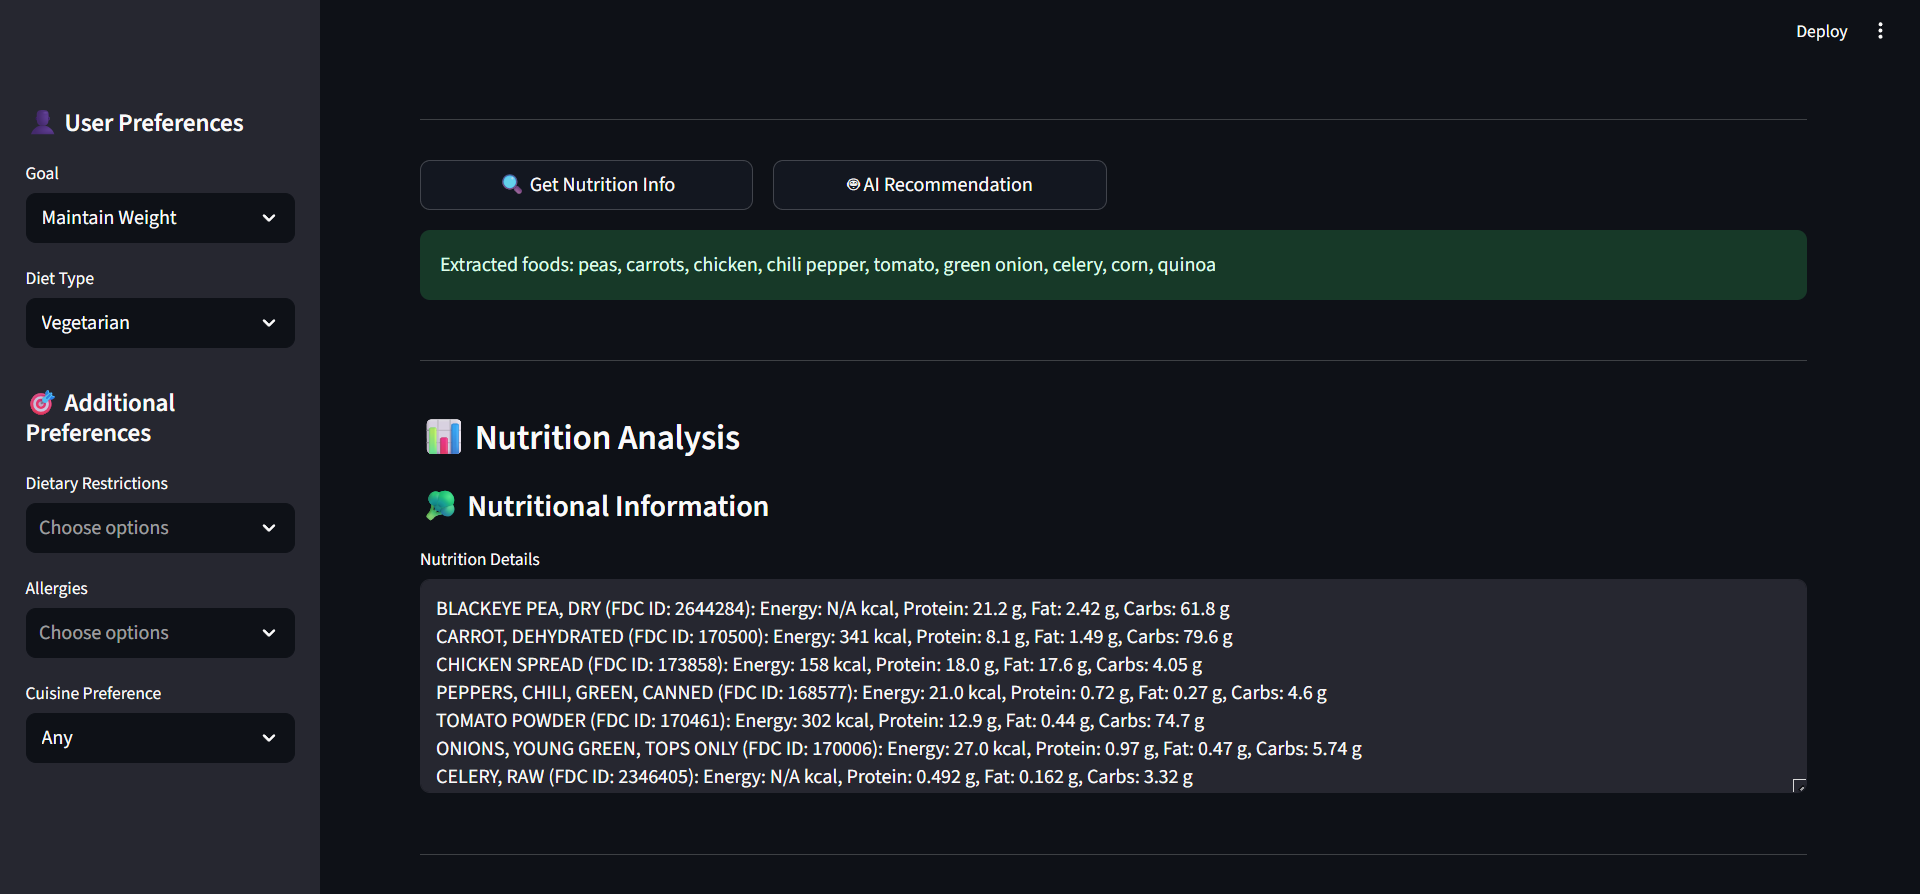 Deploy
User Preferences
Goal
Maintain Weight
Diet Type
Vegetarian
Additional
Preferences
Dietary Restrictions
Choose options
Allergies
Choose options
Cuisine Preference
Any
Get Nutrition Info
AI Recommendation
Extracted foods: peas, carrots, chicken, chili pepper, tomato, green onion, celery, corn, quinoa
Nutrition Analysis
Nutritional Information
Nutrition Details
BLACKEYE PEA, DRY (FDC ID: 2644284): Energy: N/A kcal, Protein: 21.2 g, Fat: 2.42 g, Carbs: 61.8 g
CARROT, DEHYDRATED (FDC ID: 170500): Energy: 341 kcal, Protein: 8.1 g, Fat: 1.49 g, Carbs: 79.6 g
CHICKEN SPREAD (FDC ID: 173858): Energy: 158 kcal, Protein: 18.0 g, Fat: 17.6 g, Carbs: 4.05 g
PEPPERS, CHILI, GREEN, CANNED (FDC ID: 168577): Energy: 21.0 kcal, Protein: 0.72 g, Fat: 0.27 g, Carbs: 4.6 g
TOMATO POWDER (FDC ID: 170461): Energy: 302 kcal, Protein: 12.9 g, Fat: 0.44 g, Carbs: 74.7 g
ONIONS, YOUNG GREEN, TOPS ONLY (FDC ID: 170006): Energy: 27.0 kcal, Protein: 0.97 g, Fat: 0.47 g, Carbs: 5.74 g
CELERY, RAW (FDC ID: 2346405): Energy: N/A kcal, Protein: 0.492 g, Fat: 0.162 g, Carbs: 3.32 g